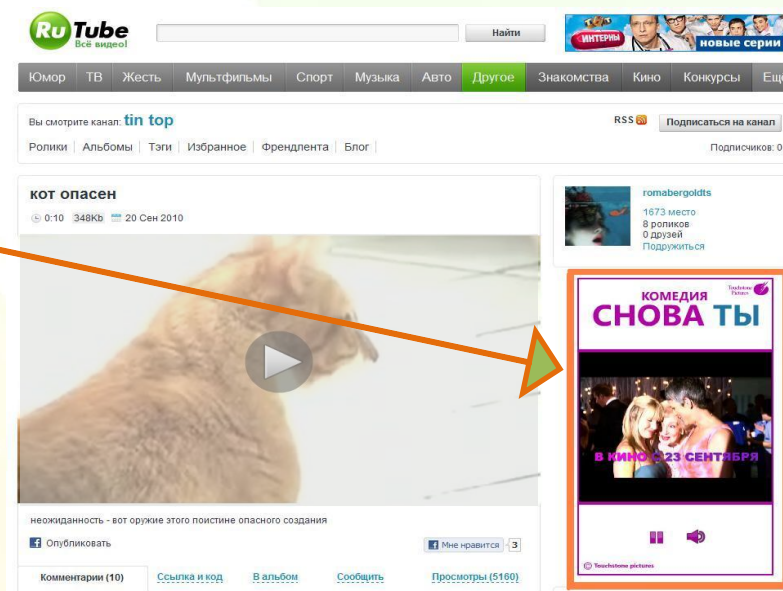 RuTube
Всё видео!
Найти
ИНТЕРНЫ
новые серии
Юмор ТВ Жесть Мультфильмы Спорт Музыка Авто Другое Знакомства Кино Конкурсы Ещё
Вы смотрите канал: tin top
RSS Подписаться на канал
Ролики Альбомы Тэги Избранное Френдлента Блог
Подписчиков: 0
кот опасен
0:10 348Kb 20 Сен 2010
romabergoldts
1673 место
8 роликов
0 друзей
Подружиться
Touchstone
Pictures
КОМЕДИЯ
СНОВА ТЫ
В КИНО С 23 СЕНТЯБРЯ
© Touchstone pictures
неожиданность - вот оружие этого поистине опасного создания
Опубликовать
Мне нравится 3
Комментарии (10) Ссылка и код В альбом Сообщить Просмотры (5160)